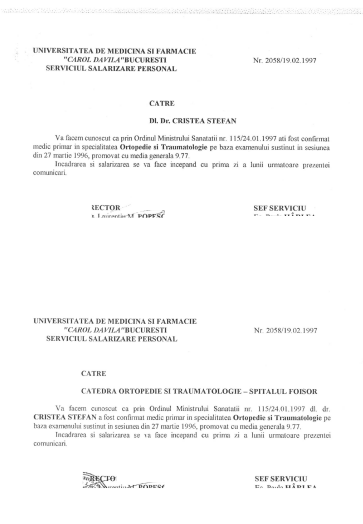 UNIVERSITATEA DE MEDICINA SI FARMACIE
"CAROL DAVILA"BUCURESTI
Nr. 2058/19.02.1997
SERVICIUL SALARIZARE PERSONAL
CATRE
Dl. Dr. CRISTEA STEFAN
Va facem cunoscut ca prin Ordinul Ministrului Sanatatii nr. 115/24.01.1997 ati fost confirmat
medic primar in specialitatea Ortopedie si Traumatologie pe baza examenului sustinut in sesiunea
din 27 martie 1996, promovat cu media generala 9.77.
Incadrarea si salarizarea se va face incepand cu prima zi a lunii urmatoare prezentei
comunicari.
RECTOR
SEF SERVICIU
UNIVERSITATEA DE MEDICINA SI FARMACIE
"CAROL DAVILA"BUCURESTI
Nr. 2058/19.02.1997
SERVICIUL SALARIZARE PERSONAL
CATRE
CATEDRA ORTOPEDIE SI TRAUMATOLOGIE – SPITALUL FOISOR
Va facem cunoscut ca prin Ordinul Ministrului Sanatatii nr. 115/24.01.1997 dl. dr.
CRISTEA STEFAN a fost confirmat medic primar in specialitatea Ortopedie si Traumatologie pe
baza examenului sustinut in sesiunea din 27 martie 1996, promovat cu media generala 9.77.
Incadrarea si salarizarea se va face incepand cu prima zi a lunii urmatoare prezentei
comunicari.
RECTO
SEF SERVICIU